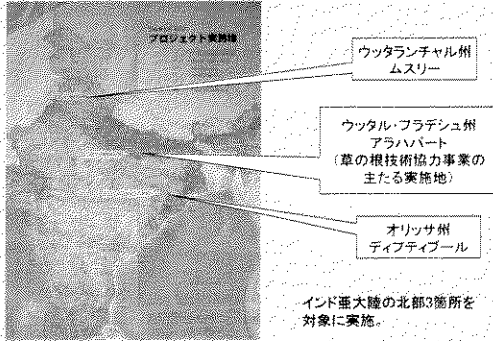 プロジェクト実施地
ウッタランチャル州
ムスリー
ウッタル・プラデシュ州
アラハバート
(草の根技術協力事業の
主たる実施地)
オリッサ州
ディプティプール
インド亜大陸の北部3箇所を
対象に実施。